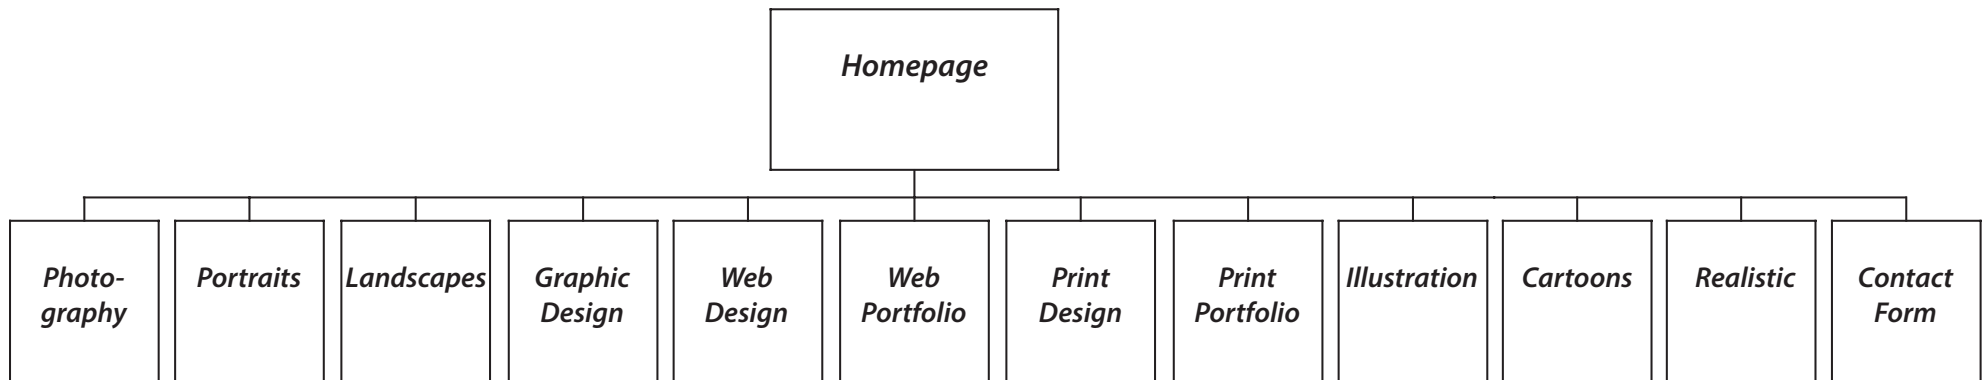 Homepage
Photo-
graphy
Portraits
Landscapes
Graphic
Design
Web
Design
Web
Portfolio
Print
Design
Print
Portfolio
Illustration
Cartoons
Realistic
Contact
Form